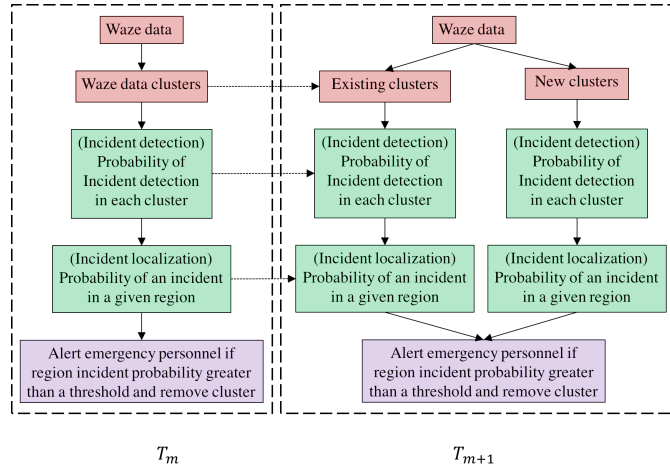 Waze data
Waze data clusters
(Incident detection)
Probability of
Incident detection
in each cluster
(Incident localization)
Probability of an incident
in a given region
Alert emergency personnel if
region incident probability greater
than a threshold and remove cluster
T_m
Waze data
Existing clusters
New clusters
(Incident detection)
Probability of
Incident detection
in each cluster
(Incident detection)
Probability of
Incident detection
in each cluster
(Incident localization)
Probability of an incident
in a given region
(Incident localization)
Probability of an incident
in a given region
Alert emergency personnel if
region incident probability greater
than a threshold and remove cluster
T_{m+1}